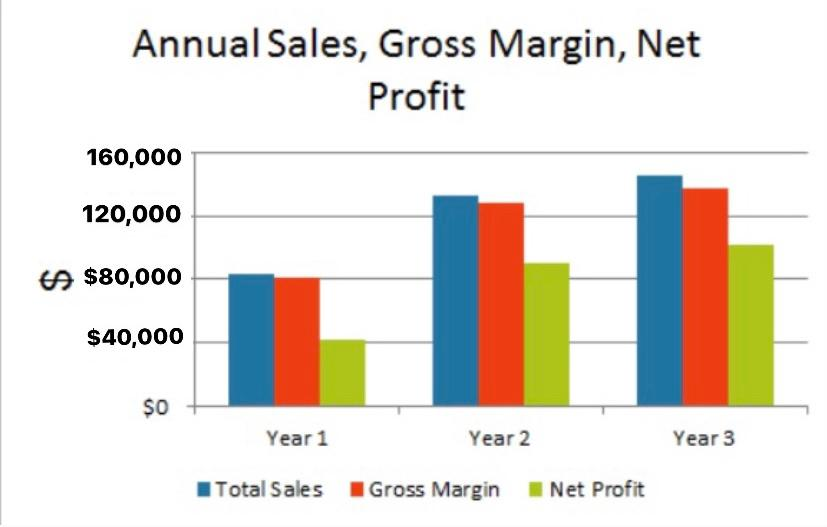 Annual Sales, Gross Margin, Net
Profit
160,000
120,000
$
$80,000
$40,000
$0
Year 1
Year 2
Year 3
Total Sales
Gross Margin
Net Profit